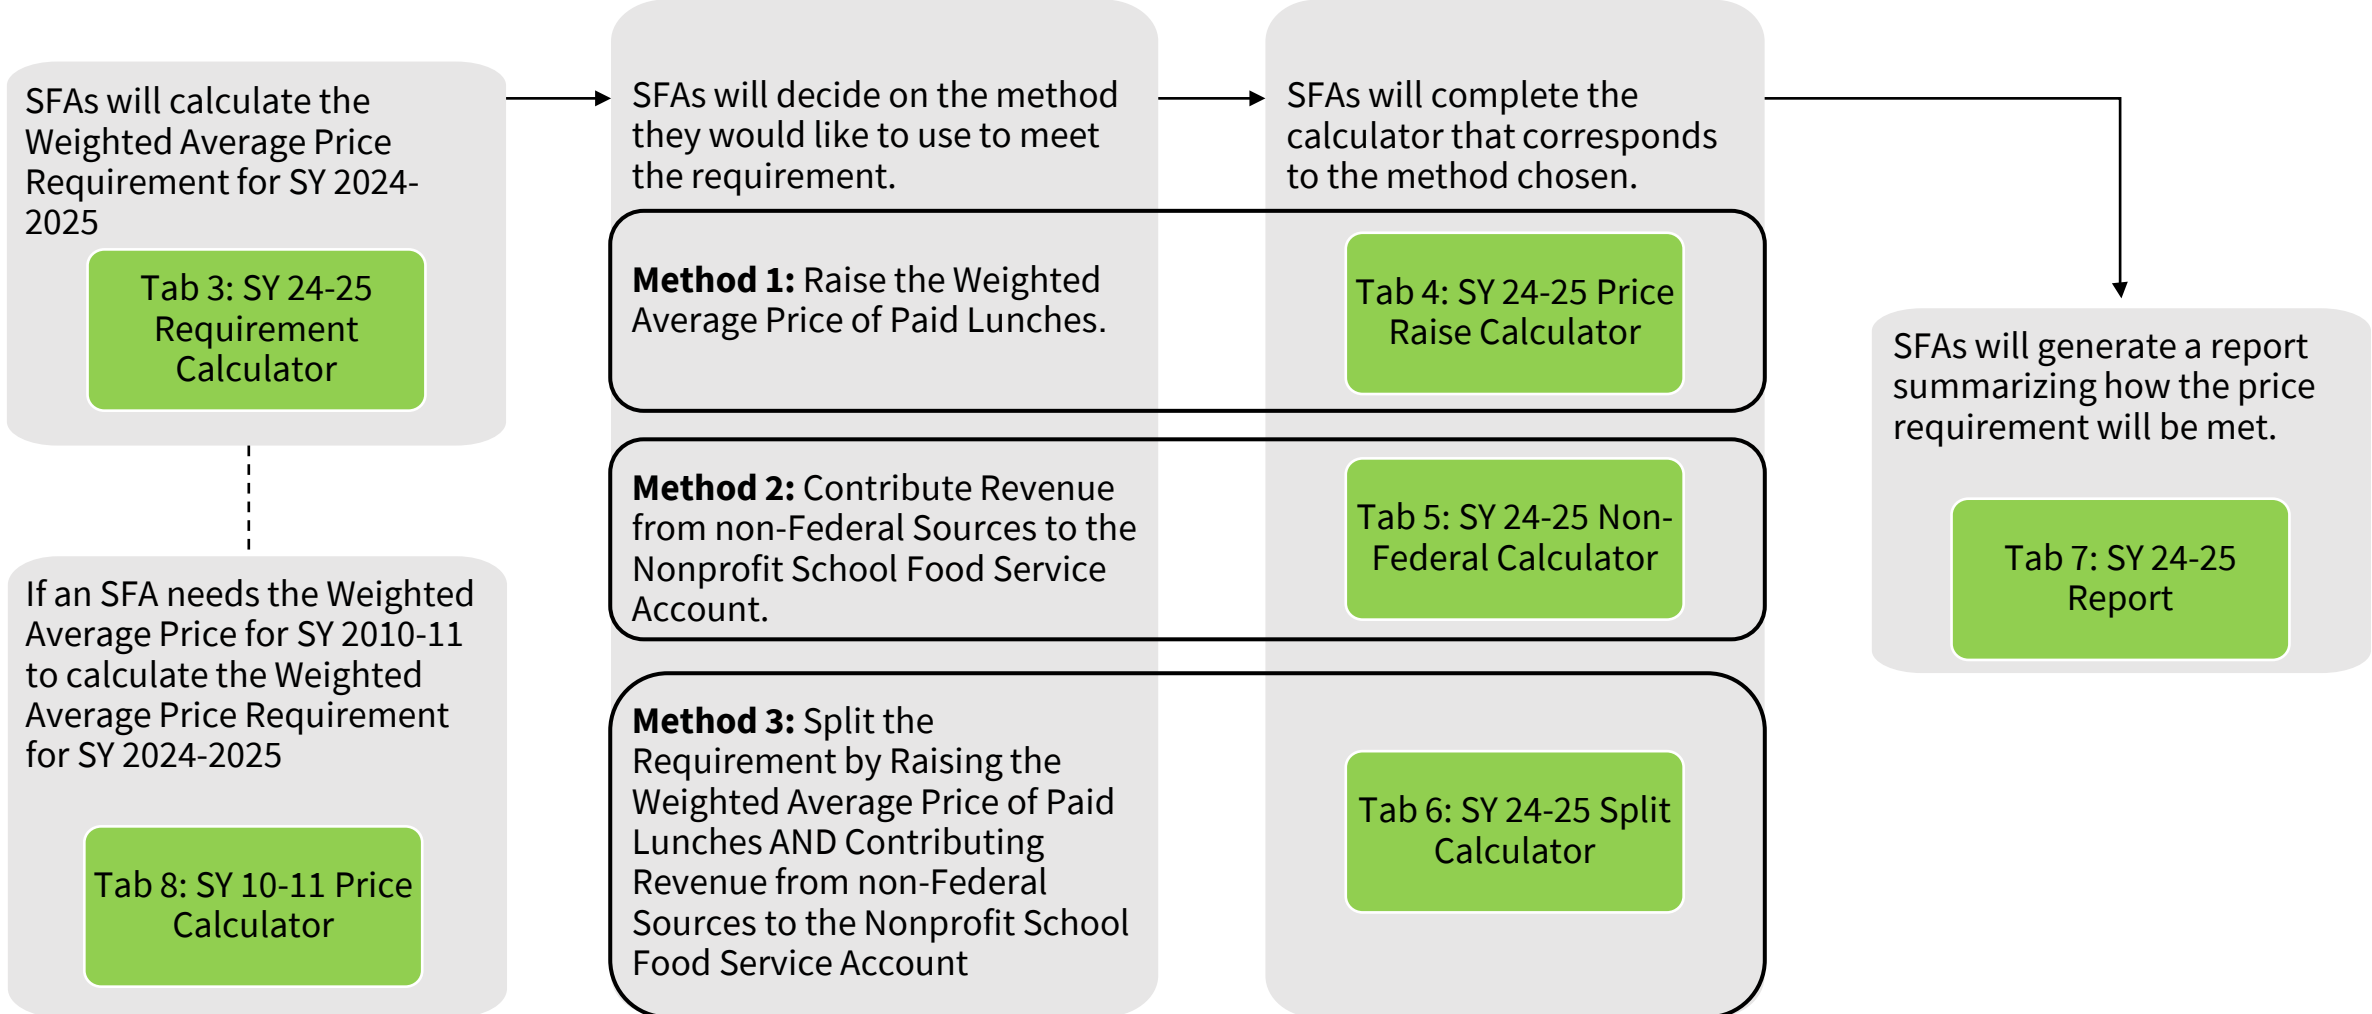 SFAs will calculate the
Weighted Average Price
Requirement for SY 2024-
2025
Tab 3: SY 24-25
Requirement
Calculator
If an SFA needs the Weighted
Average Price for SY 2010-11
to calculate the Weighted
Average Price Requirement
for SY 2024-2025
Tab 8: SY 10-11 Price
Calculator
SFAs will decide on the method
they would like to use to meet
the requirement.
Method 1: Raise the Weighted
Average Price of Paid Lunches.
Method 2: Contribute Revenue
from non-Federal Sources to the
Nonprofit School Food Service
Account.
Method 3: Split the
Requirement by Raising the
Weighted Average Price of Paid
Lunches AND Contributing
Revenue from non-Federal
Sources to the Nonprofit School
Food Service Account
SFAs will complete the
calculator that corresponds
to the method chosen.
Tab 4: SY 24-25 Price
Raise Calculator
Tab 5: SY 24-25 Non-
Federal Calculator
Tab 6: SY 24-25 Split
Calculator
SFAs will generate a report
summarizing how the price
requirement will be met.
Tab 7: SY 24-25
Report